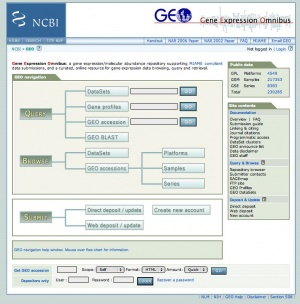 NCBI
GEO
Gene Expression Omnibus
HOME SEARCH SITE MAP
Handout NAR 2006 Paper NAR 2002 Paper FAQ MIAME Email GEO
NCBI > GEO
Not logged in | Login
Gene Expression Omnibus: a gene expression/molecular abundance repository supporting MIAME compliant
data submissions, and a curated, online resource for gene expression data browsing, query and retrieval.
GEO navigation
QUERY
DataSets GO
Gene profiles GO
GEO accession GO
GEO BLAST
BROWSE
DataSets
GEO accessions
Platforms
Samples
Series
SUBMIT
Direct deposit / update
Create new account
Web deposit / update
GEO navigation help window. Mouse over flow chart for information.
Public data
GPL Platforms
GSM Samples
GSE Series
Total
Site contents
Documentation
Overview | FAQ
Submission guide
Linking & citing
Journal citations
Programmatic access
DataSet clusters
GEO announce list
Data disclaimer
GEO staff
Query & Browse
Repository browser
Submitter contacts
SAGEmap
FTP site
GEO Profiles
GEO DataSets
Deposit & Update
Direct deposit
Web deposit
New account
Get GEO accession Scope: Self Format: HTML Amount: Quick GO
Depositors only User: Password: LOGIN Recover a password
| NLM | NIH | GEO Help | Disclaimer | Section 508 |